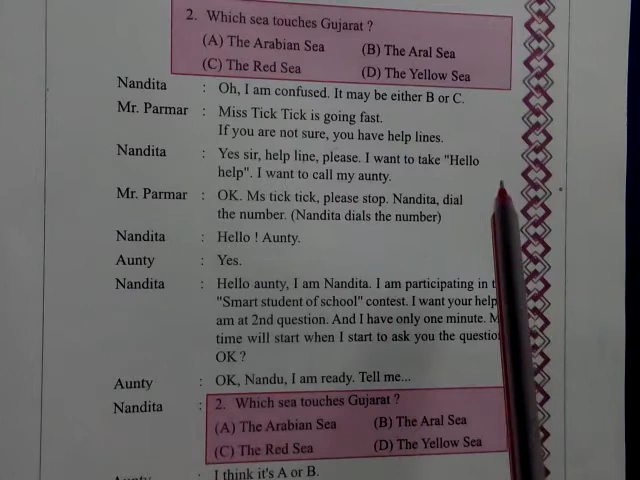 2. Which sea touches Gujarat ?
(A) The Arabian Sea (B) The Aral Sea
(C) The Red Sea (D) The Yellow Sea
Nandita : Oh, I am confused. It may be either B or C.
Mr. Parmar : Miss Tick Tick is going fast.
If you are not sure, you have help lines.
Nandita : Yes sir, help line, please. I want to take "Hello
help". I want to call my aunty.
Mr. Parmar : OK. Ms tick tick, please stop. Nandita, dial
the number. (Nandita dials the number)
Nandita : Hello ! Aunty.
Aunty : Yes.
Nandita : Hello aunty, I am Nandita. I am participating in
"Smart student of school" contest. I want your help
am at 2nd question. And I have only one minute.
time will start when I start to ask you the
OK ?
Aunty : OK, Nandu, I am ready. Tell me...
Nandita : 2. Which sea touches Gujarat ?
(A) The Arabian Sea (B) The Aral Sea
(C) The Red Sea (D) The Yellow Sea
Aunty : I think it's A or B.